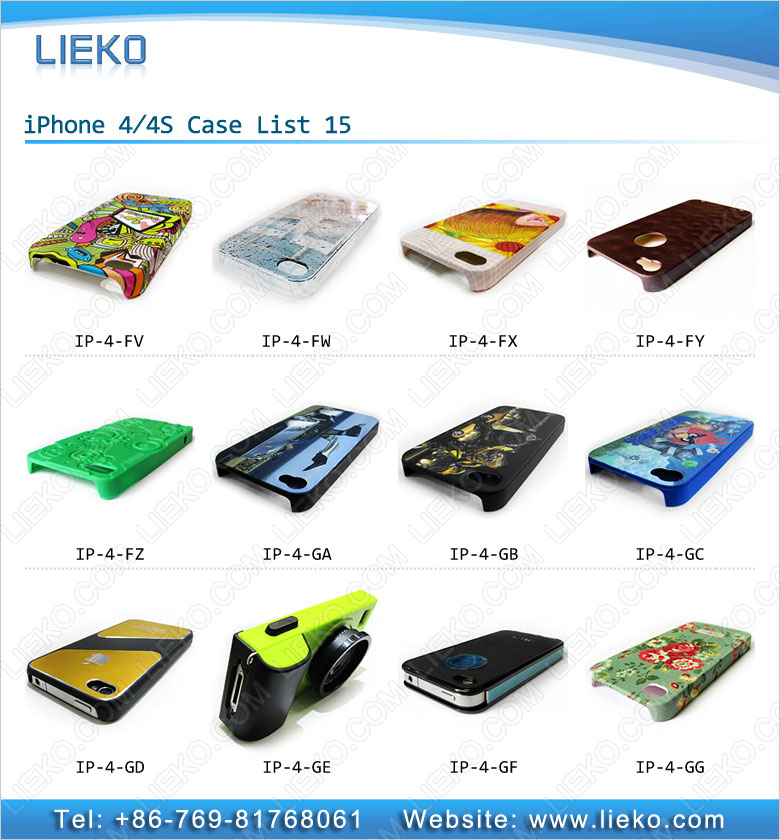 LIEKO
iPhone 4/4S Case List 15
IP-4-FV IP-4-FW IP-4-FX IP-4-FY
IP-4-FZ IP-4-GA IP-4-GB IP-4-GC
IP-4-GD IP-4-GE IP-4-GF IP-4-GG
Tel: +86-769-81768061 Website: www.lieko.com
LIEKO.COM